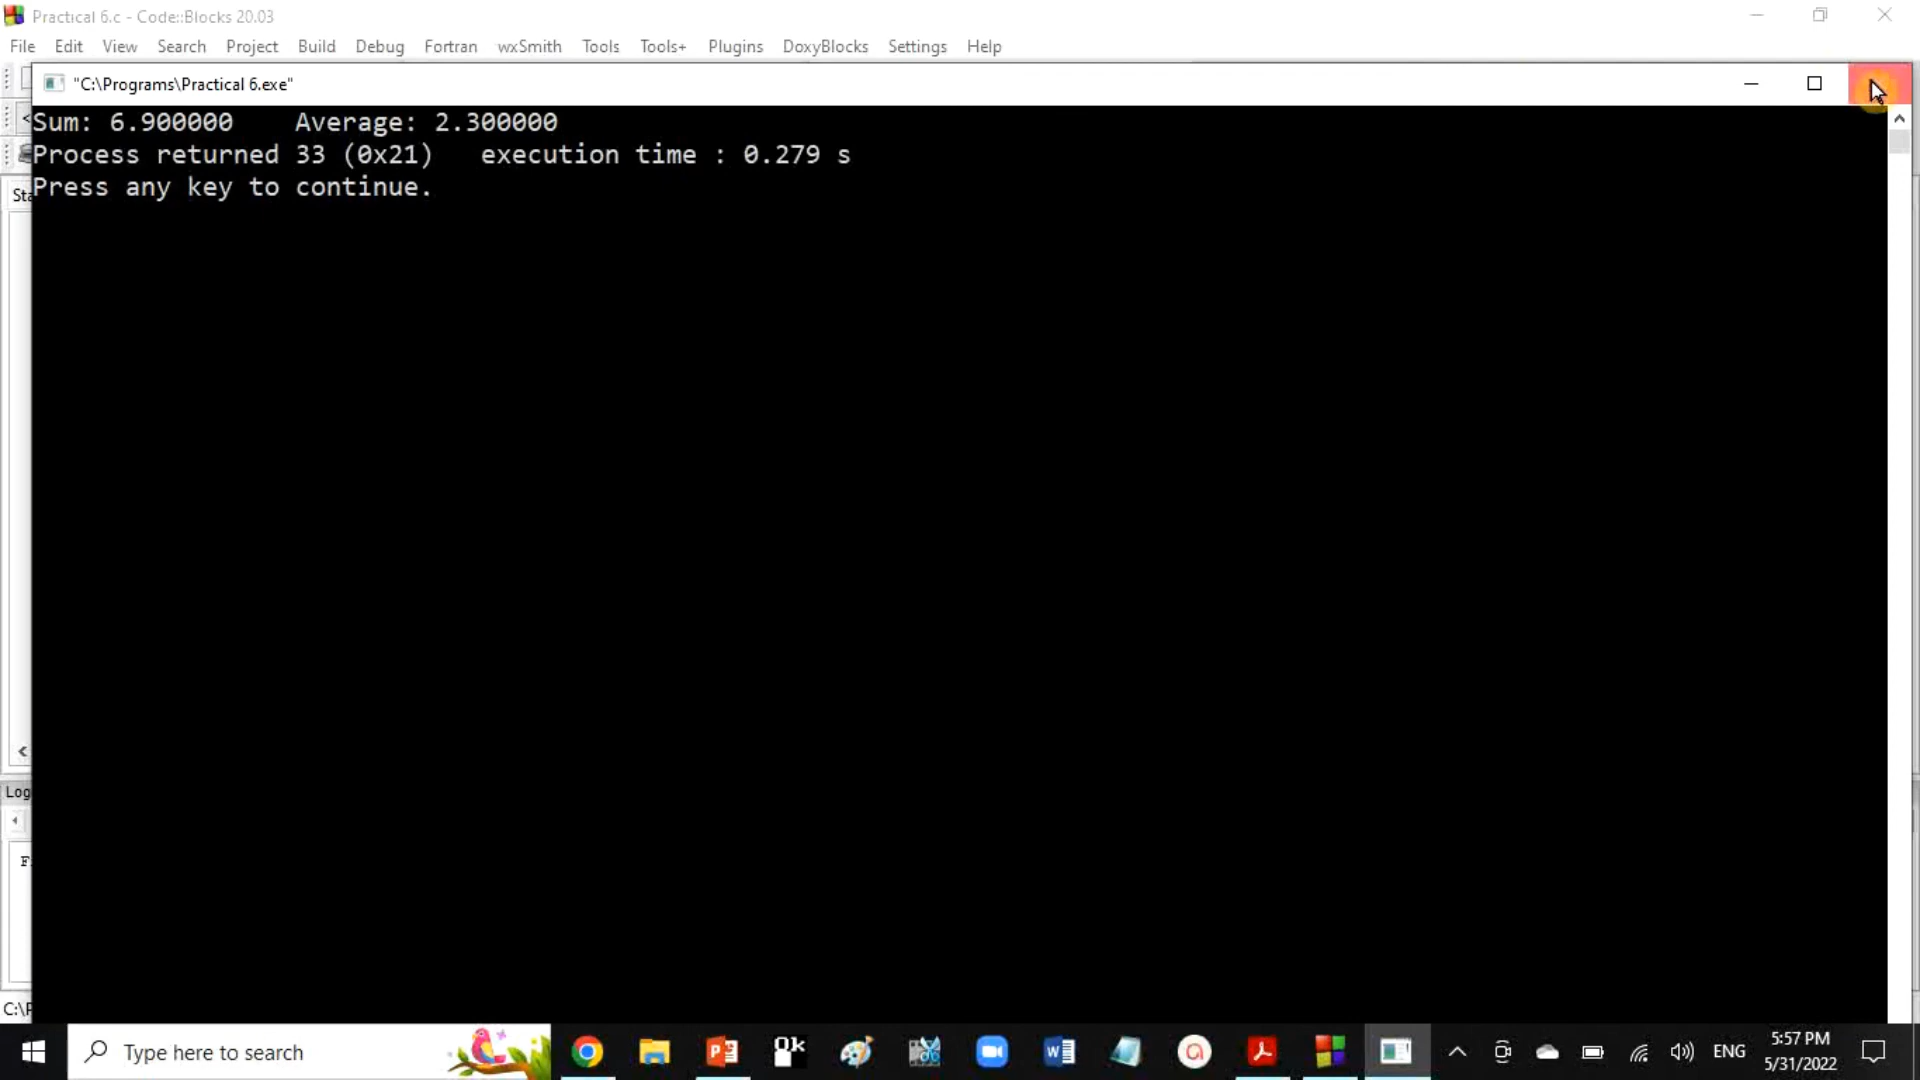 Practical 6.c - Code::Blocks 20.03
File Edit View Search Project Build Debug Fortran wxSmith Tools Tools+ Plugins DoxyBlocks Settings Help
"C:\Programs\Practical 6.exe"
Sum: 6.900000    Average: 2.300000
Process returned 33 (0x21)   execution time : 0.279 s
Press any key to continue.
Sta
Log
F
C:\P
Type here to search
ENG
5:57 PM
5/31/2022